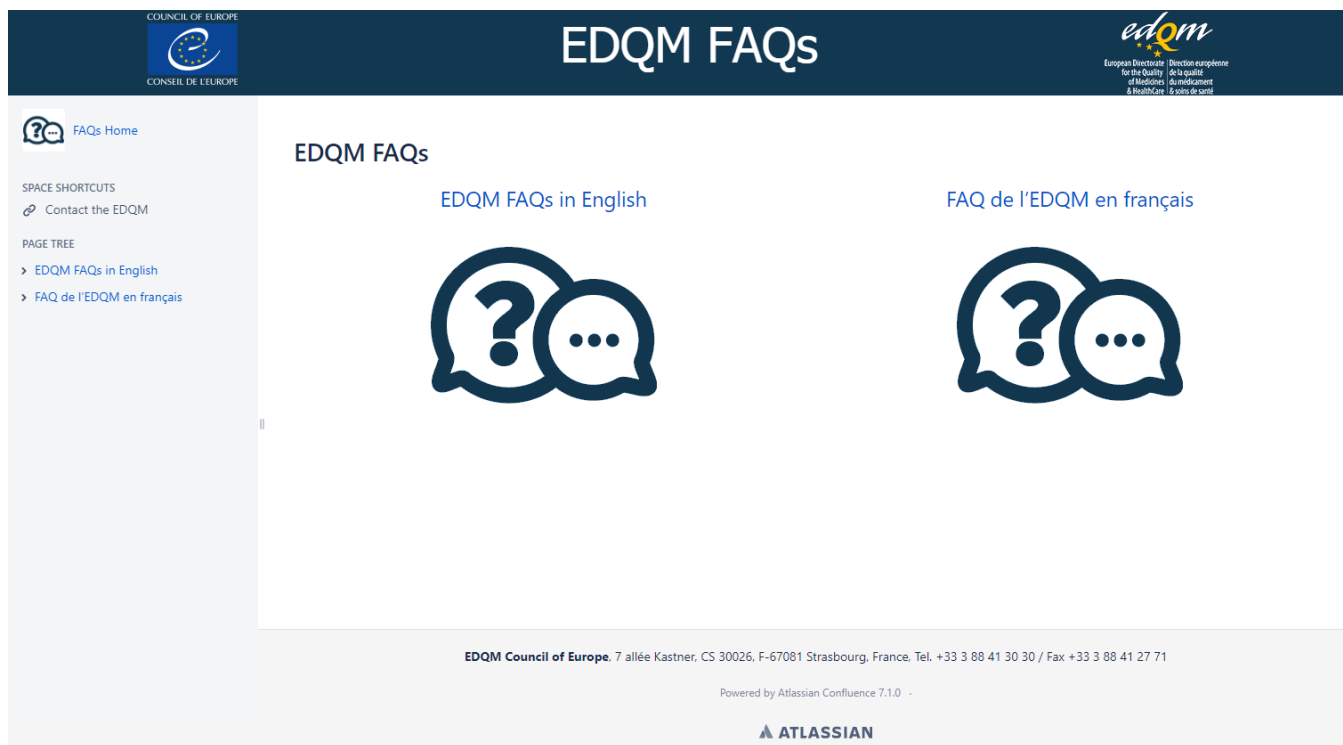 COUNCIL OF EUROPE
CONSEIL DE L'EUROPE
EDQM FAQs
edqm
European Directorate | Direction européenne
for the Quality | de la qualité
of Medicines | du médicament
& HealthCare | & soins de santé
FAQs Home
SPACE SHORTCUTS
Contact the EDQM
PAGE TREE
EDQM FAQs in English
FAQ de l'EDQM en français
EDQM FAQs
EDQM FAQs in English
FAQ de l'EDQM en français
EDQM Council of Europe, 7 allée Kastner, CS 30026, F-67081 Strasbourg, France, Tel. +33 3 88 41 30 30 / Fax +33 3 88 41 27 71
Powered by Atlassian Confluence 7.1.0 ·
ATLASSIAN